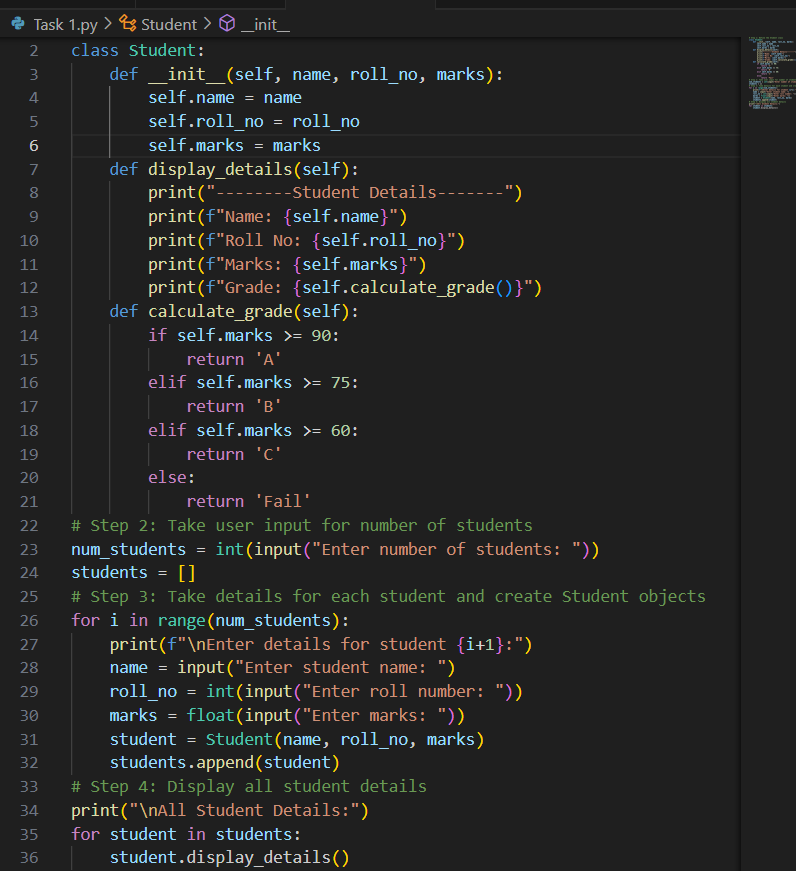 Task 1.py > Student > __init__
2 class Student:
3     def __init__(self, name, roll_no, marks):
4         self.name = name
5         self.roll_no = roll_no
6         self.marks = marks
7     def display_details(self):
8         print("--------Student Details-------")
9         print(f"Name: {self.name}")
10         print(f"Roll No: {self.roll_no}")
11         print(f"Marks: {self.marks}")
12         print(f"Grade: {self.calculate_grade()}")
13     def calculate_grade(self):
14         if self.marks >= 90:
15             return 'A'
16         elif self.marks >= 75:
17             return 'B'
18         elif self.marks >= 60:
19             return 'C'
20         else:
21             return 'Fail'
22 # Step 2: Take user input for number of students
23 num_students = int(input("Enter number of students: "))
24 students = []
25 # Step 3: Take details for each student and create Student objects
26 for i in range(num_students):
27     print(f"\nEnter details for student {i+1}:")
28     name = input("Enter student name: ")
29     roll_no = int(input("Enter roll number: "))
30     marks = float(input("Enter marks: "))
31     student = Student(name, roll_no, marks)
32     students.append(student)
33 # Step 4: Display all student details
34 print("\nAll Student Details:")
35 for student in students:
36     student.display_details()